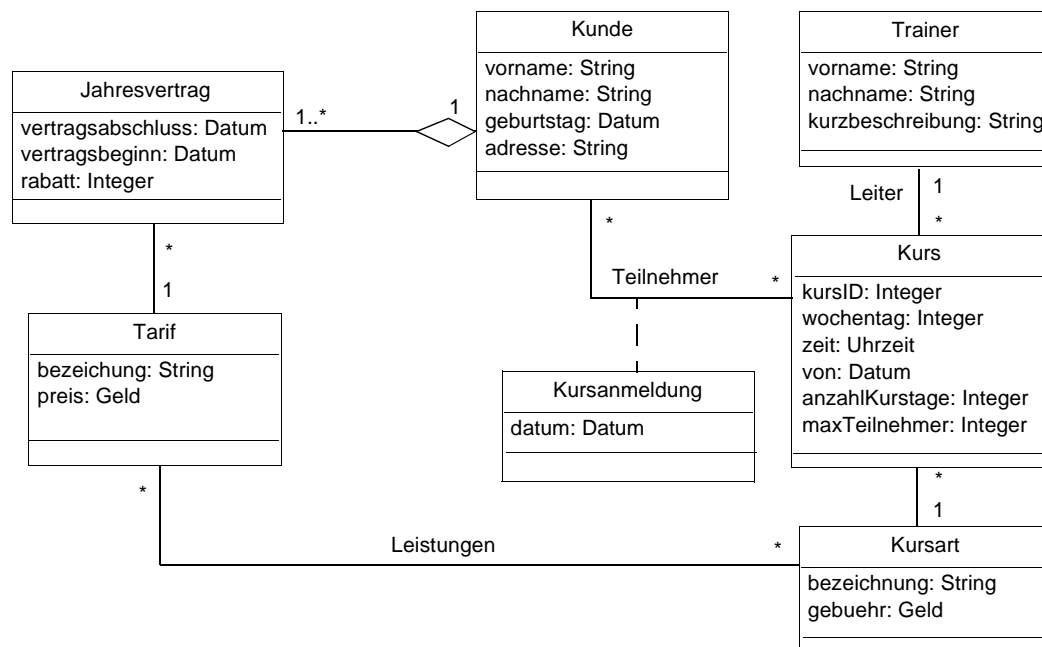 Kunde
vorname: String
nachname: String
geburtstag: Datum
adresse: String
Trainer
vorname: String
nachname: String
kurzbeschreibung: String
Jahresvertrag
vertragsabschluss: Datum
vertragsbeginn: Datum
rabatt: Integer
1..*
1
Leiter
1
*
*
1
*
Teilnehmer
*
Kurs
kursID: Integer
wochentag: Integer
zeit: Uhrzeit
von: Datum
anzahlKurstage: Integer
maxTeilnehmer: Integer
Tarif
bezeichung: String
preis: Geld
Kursanmeldung
datum: Datum
*
1
*
Leistungen
*
Kursart
bezeichnung: String
gebuehr: Geld